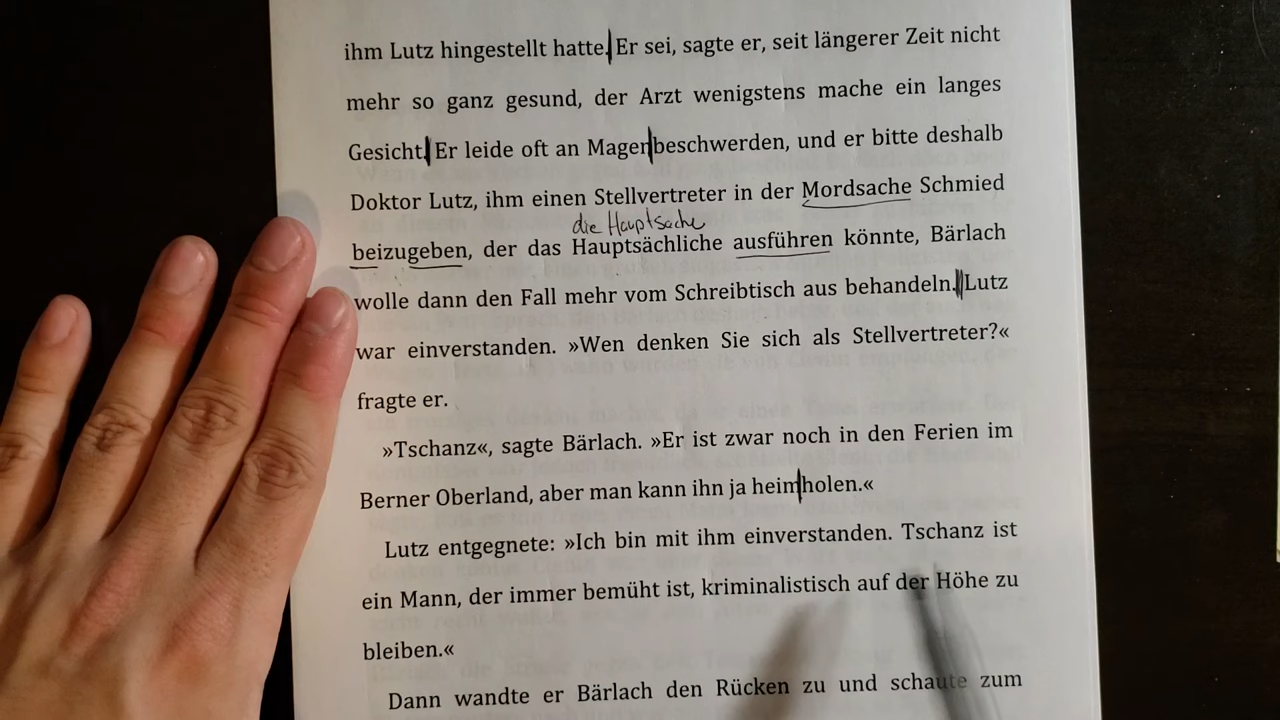 ihm Lutz hingestellt hatte. Er sei, sagte er, seit längerer Zeit nicht
mehr so ganz gesund, der Arzt wenigstens mache ein langes
Gesicht. Er leide oft an Magenbeschwerden, und er bitte deshalb
Doktor Lutz, ihm einen Stellvertreter in der Mordsache Schmied
die Hauptsache
beizugeben, der das Hauptsächliche ausführen könnte, Bärlach
wolle dann den Fall mehr vom Schreibtisch aus behandeln. Lutz
war einverstanden. »Wen denken Sie sich als Stellvertreter?«
fragte er.
»Tschanz«, sagte Bärlach. »Er ist zwar noch in den Ferien im
Berner Oberland, aber man kann ihn ja heimholen.«
Lutz entgegnete: »Ich bin mit ihm einverstanden. Tschanz ist
ein Mann, der immer bemüht ist, kriminalistisch auf der Höhe zu
bleiben.«
Dann wandte er Bärlach den Rücken zu und schaute zum